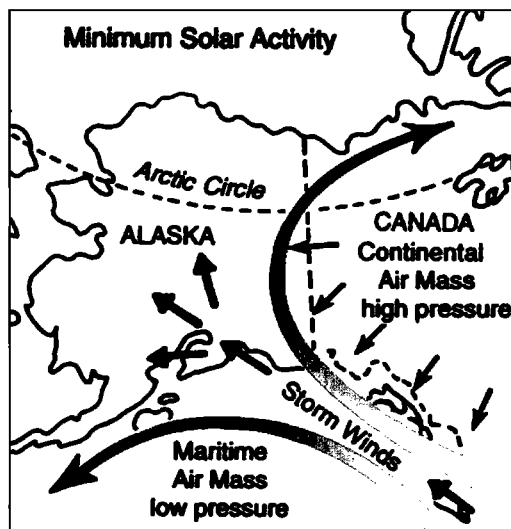 Minimum Solar Activity
Arctic Circle
ALASKA
CANADA
Continental
Air Mass
high pressure
Storm Winds
Maritime
Air Mass
low pressure